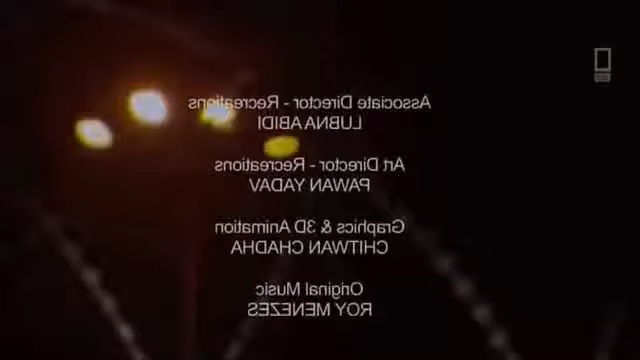 Associate Director - Recreations
LUBNA ABIDI
Art Director - Recreations
PAWAN YADAV
Graphics & 3D Animation
CHITWAN CHADHA
Original Music
ROY MENEZES